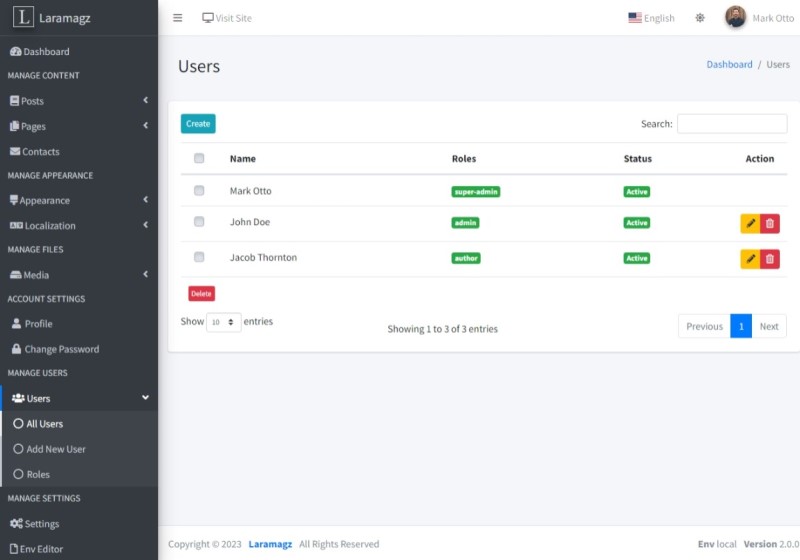 L Laramagz
Visit Site
English
Mark Otto
Dashboard
MANAGE CONTENT
Posts
Pages
Contacts
MANAGE APPEARANCE
Appearance
Localization
MANAGE FILES
Media
ACCOUNT SETTINGS
Profile
Change Password
MANAGE USERS
Users
All Users
Add New User
Roles
MANAGE SETTINGS
Settings
Env Editor
Users
Dashboard / Users
Create
Search:
Name Roles Status Action
Mark Otto super-admin Active
John Doe admin Active
Jacob Thornton author Active
Delete
Show 10 entries
Showing 1 to 3 of 3 entries
Previous 1 Next
Copyright © 2023 Laramagz All Rights Reserved
Env local Version 2.0.0